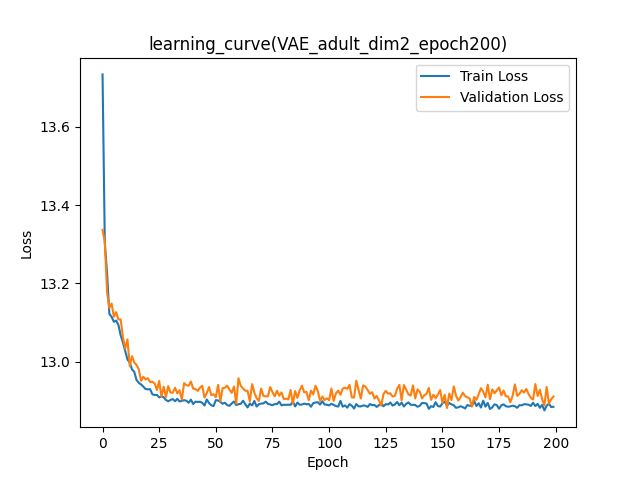 learning_curve(VAE_adult_dim2_epoch200)
Train Loss
Validation Loss
13.6
13.4
13.2
13.0
Loss
0
25
50
75
100
125
150
175
200
Epoch